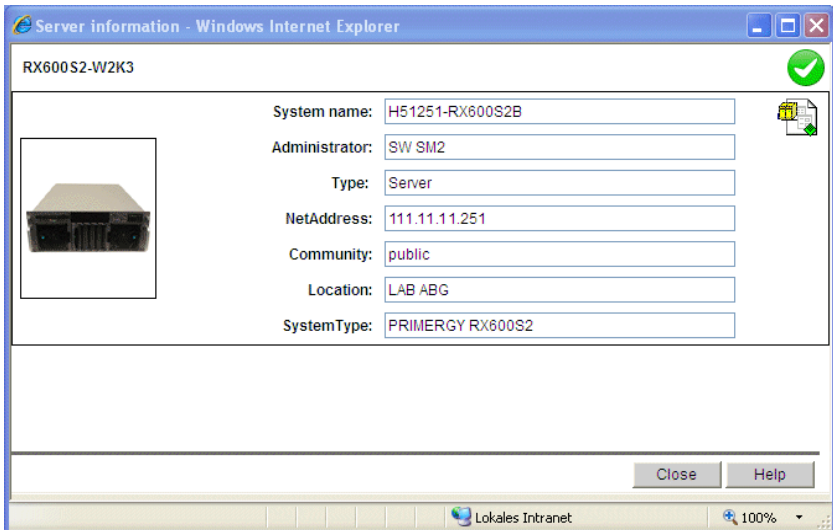 Server information - Windows Internet Explorer
RX600S2-W2K3
System name: H51251-RX600S2B
Administrator: SW SM2
Type: Server
NetAddress: 111.11.11.251
Community: public
Location: LAB ABG
SystemType: PRIMERGY RX600S2
Close Help
Lokales Intranet 100%